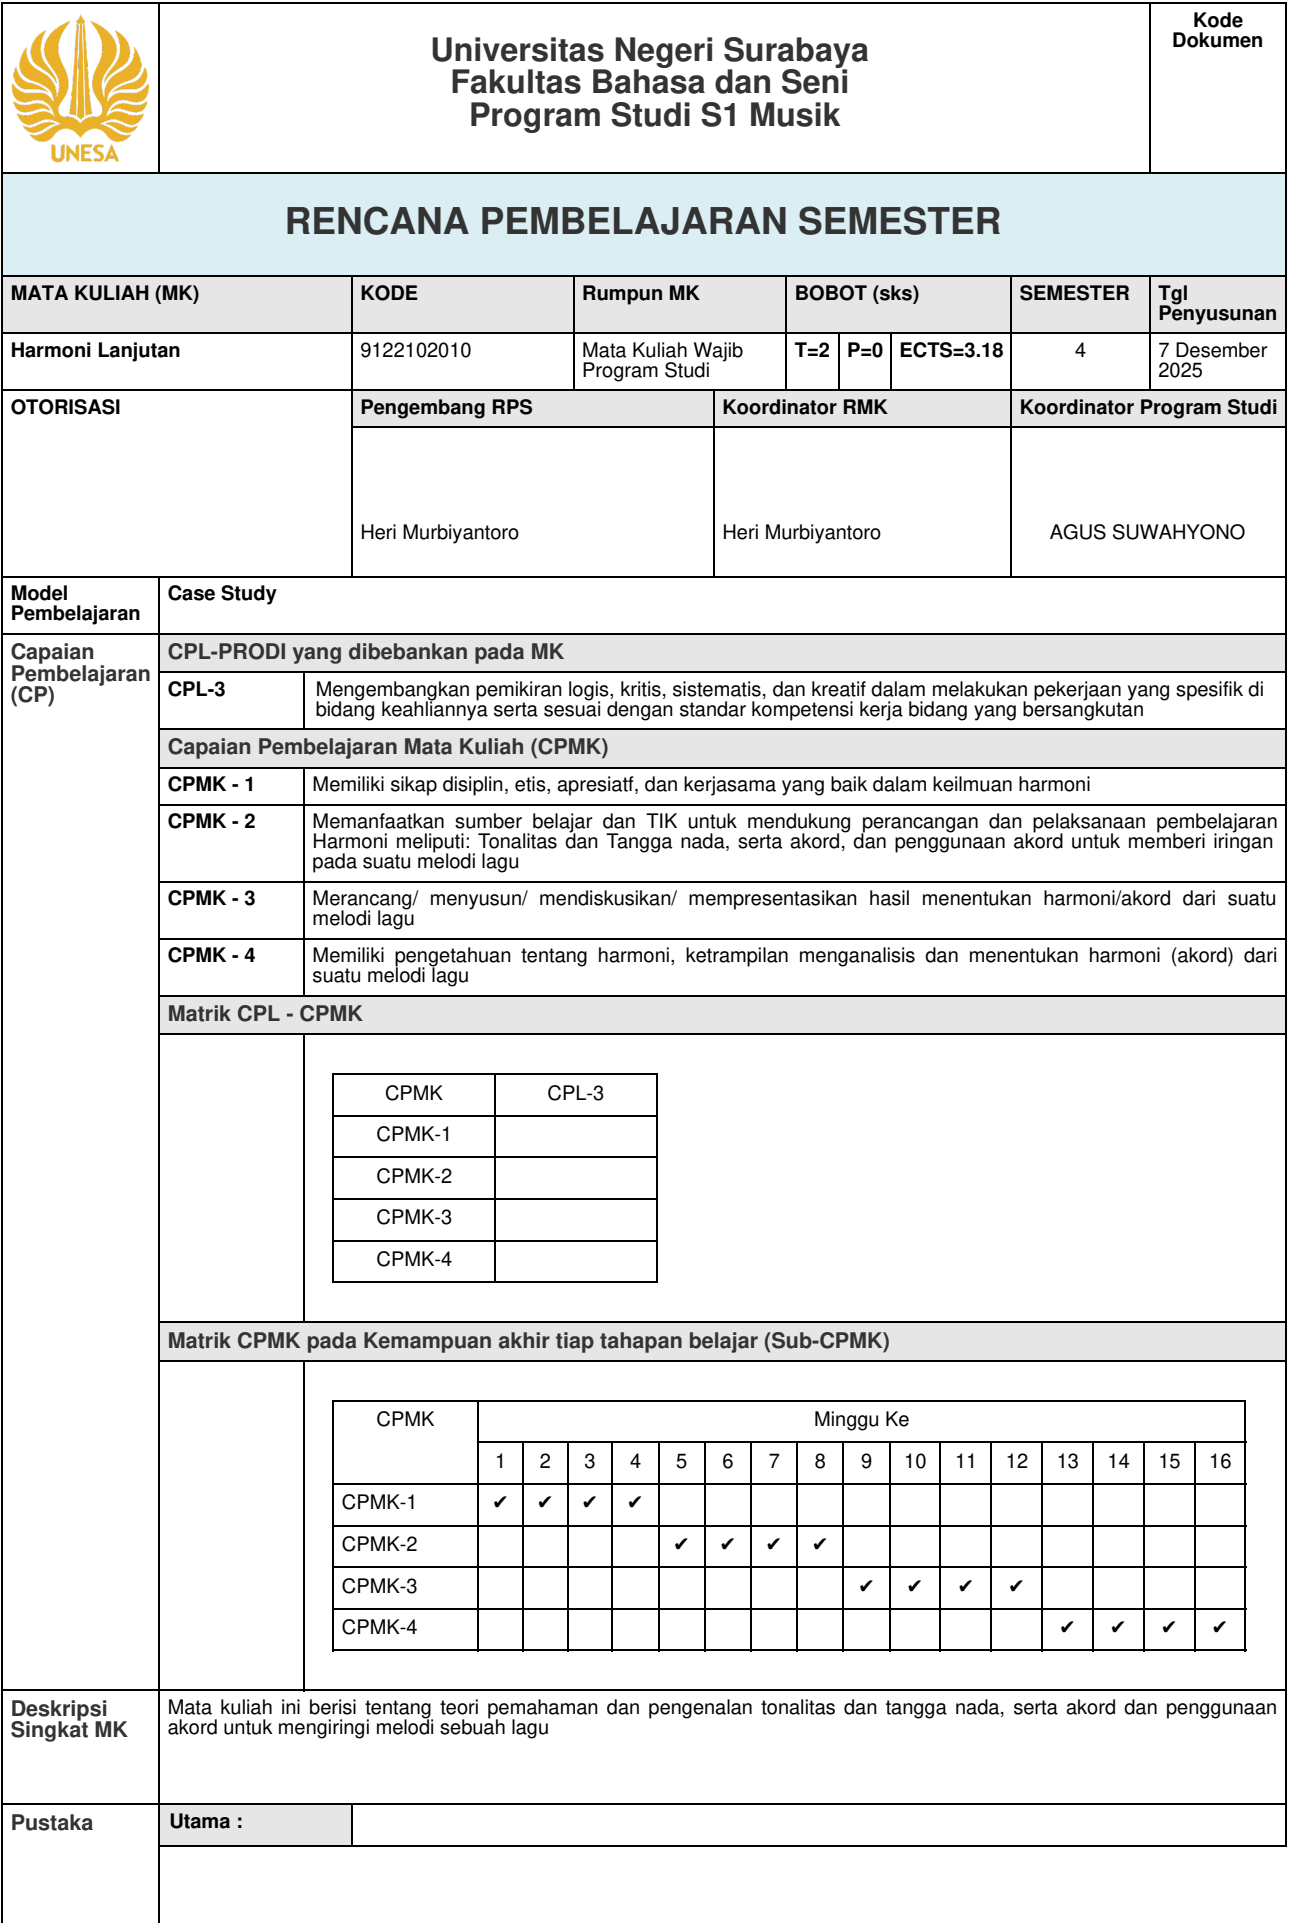 UNESA
Universitas Negeri Surabaya
Fakultas Bahasa dan Seni
Program Studi S1 Musik
Kode
Dokumen
RENCANA PEMBELAJARAN SEMESTER
MATA KULIAH (MK) KODE Rumpun MK BOBOT (sks) SEMESTER Tgl
Penyusunan
Harmoni Lanjutan 9122102010 Mata Kuliah Wajib T=2 P=0 ECTS=3.18 4 7 Desember
Program Studi 2025
OTORISASI Pengembang RPS Koordinator RMK Koordinator Program Studi
Heri Murbiyantoro Heri Murbiyantoro AGUS SUWAHYONO
Model
Pembelajaran
Case Study
Capaian
Pembelajaran
(CP)
CPL-PRODI yang dibebankan pada MK
CPL-3 Mengembangkan pemikiran logis, kritis, sistematis, dan kreatif dalam melakukan pekerjaan yang spesifik di
bidang keahliannya serta sesuai dengan standar kompetensi kerja bidang yang bersangkutan
Capaian Pembelajaran Mata Kuliah (CPMK)
CPMK - 1 Memiliki sikap disiplin, etis, apresiatf, dan kerjasama yang baik dalam keilmuan harmoni
CPMK - 2 Memanfaatkan sumber belajar dan TIK untuk mendukung perancangan dan pelaksanaan pembelajaran
Harmoni meliputi: Tonalitas dan Tangga nada, serta akord, dan penggunaan akord untuk memberi iringan
pada suatu melodi lagu
CPMK - 3 Merancang/ menyusun/ mendiskusikan/ mempresentasikan hasil menentukan harmoni/akord dari suatu
melodi lagu
CPMK - 4 Memiliki pengetahuan tentang harmoni, ketrampilan menganalisis dan menentukan harmoni (akord) dari
suatu melodi lagu
Matrik CPL - CPMK
CPMK CPL-3
CPMK-1
CPMK-2
CPMK-3
CPMK-4
Matrik CPMK pada Kemampuan akhir tiap tahapan belajar (Sub-CPMK)
CPMK Minggu Ke
1 2 3 4 5 6 7 8 9 10 11 12 13 14 15 16
CPMK-1 ✔ ✔ ✔ ✔
CPMK-2 ✔ ✔ ✔ ✔
CPMK-3 ✔ ✔ ✔ ✔
CPMK-4 ✔ ✔ ✔ ✔
Deskripsi
Singkat MK
Mata kuliah ini berisi tentang teori pemahaman dan pengenalan tonalitas dan tangga nada, serta akord dan penggunaan
akord untuk mengiringi melodi sebuah lagu
Pustaka Utama :